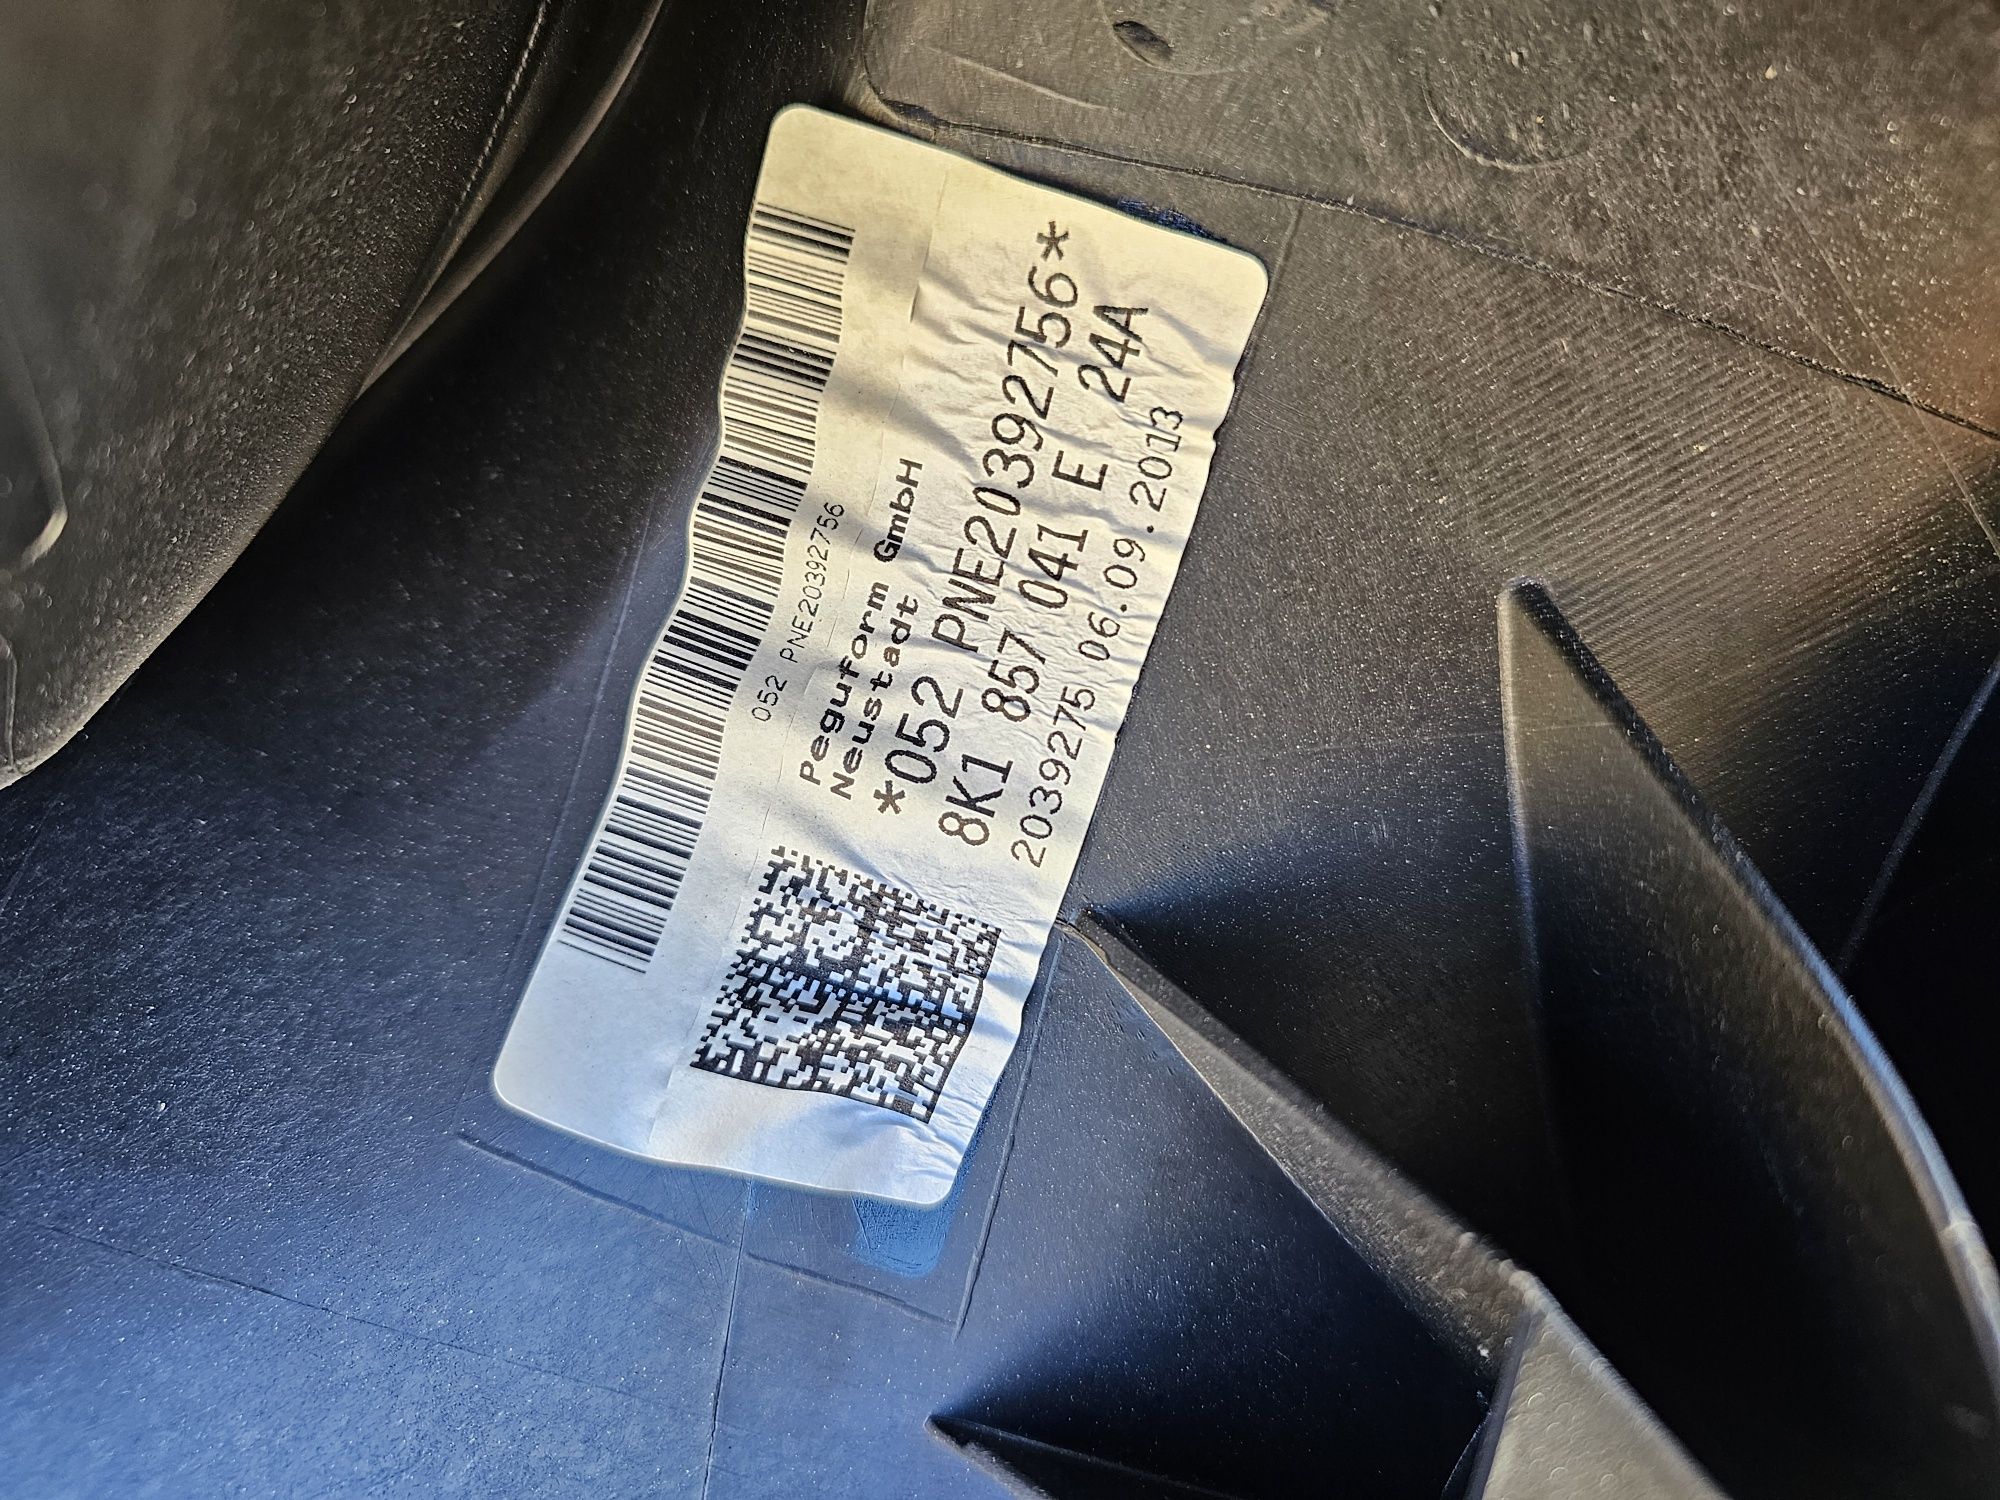 052 PNE20392756
Peguform
Neustadt GmbH
*052 PNE20392756*
8K1 857 041 E 24A
2039275 06.09.2013